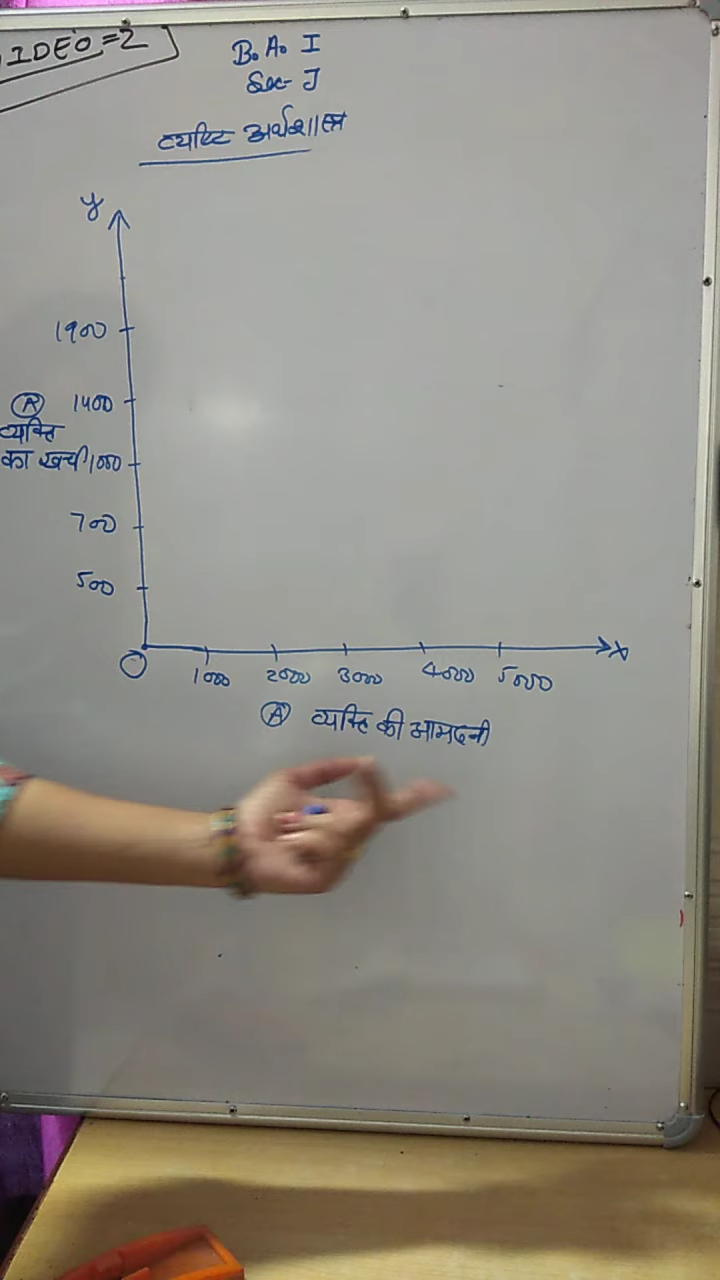 VIDEO=2
B.A. I
Sec- J
व्यष्टि अर्थशास्त्र
y
1900
1400
(A)
व्यक्ति
का खर्चा
1000
700
500
O
1000 2000 3000 4000 5000
X
(A) व्यक्ति की आमदनी